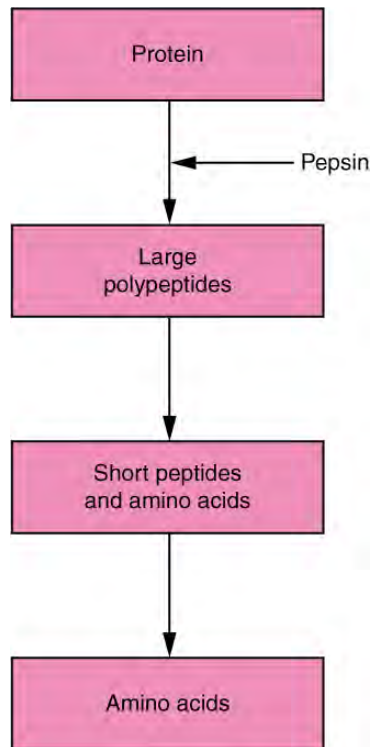 Protein
Pepsin
Large
polypeptides
Short peptides
and amino acids
Amino acids